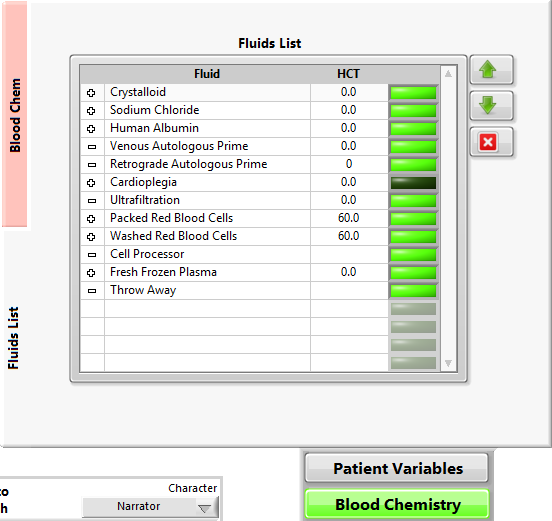 Fluids List
Blood Chem
Fluid HCT
Crystalloid 0.0
Sodium Chloride 0.0
Human Albumin 0.0
Venous Autologous Prime 0.0
Retrograde Autologous Prime 0
Cardioplegia 0.0
Ultrafiltration 0.0
Packed Red Blood Cells 60.0
Washed Red Blood Cells 60.0
Cell Processor
Fresh Frozen Plasma 0.0
Throw Away
Fluids List
Patient Variables
Character
to
Narrator
Blood Chemistry